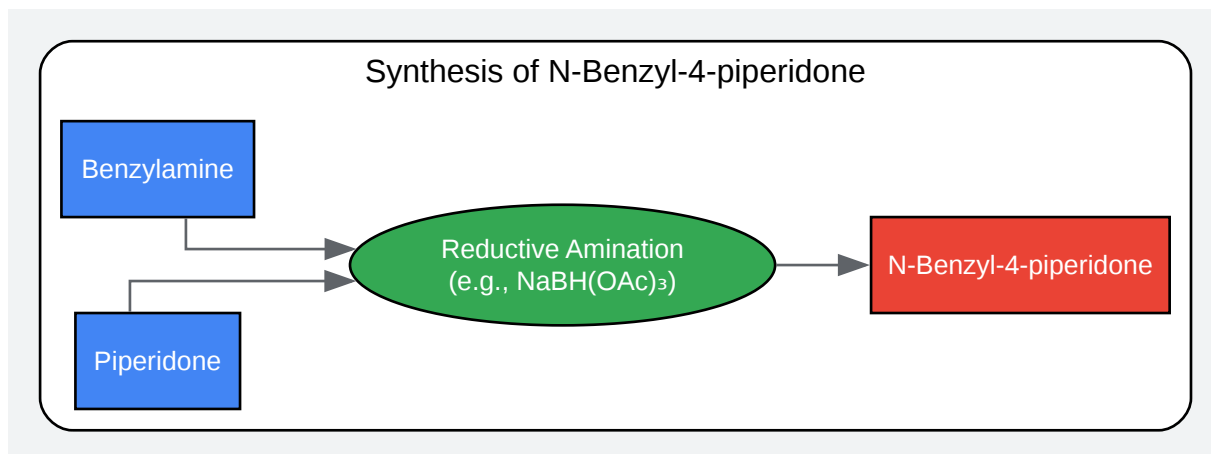 Synthesis of N-Benzyl-4-piperidone
Benzylamine
Reductive Amination
(e.g., NaBH(OAc)₃)
N-Benzyl-4-piperidone
Piperidone